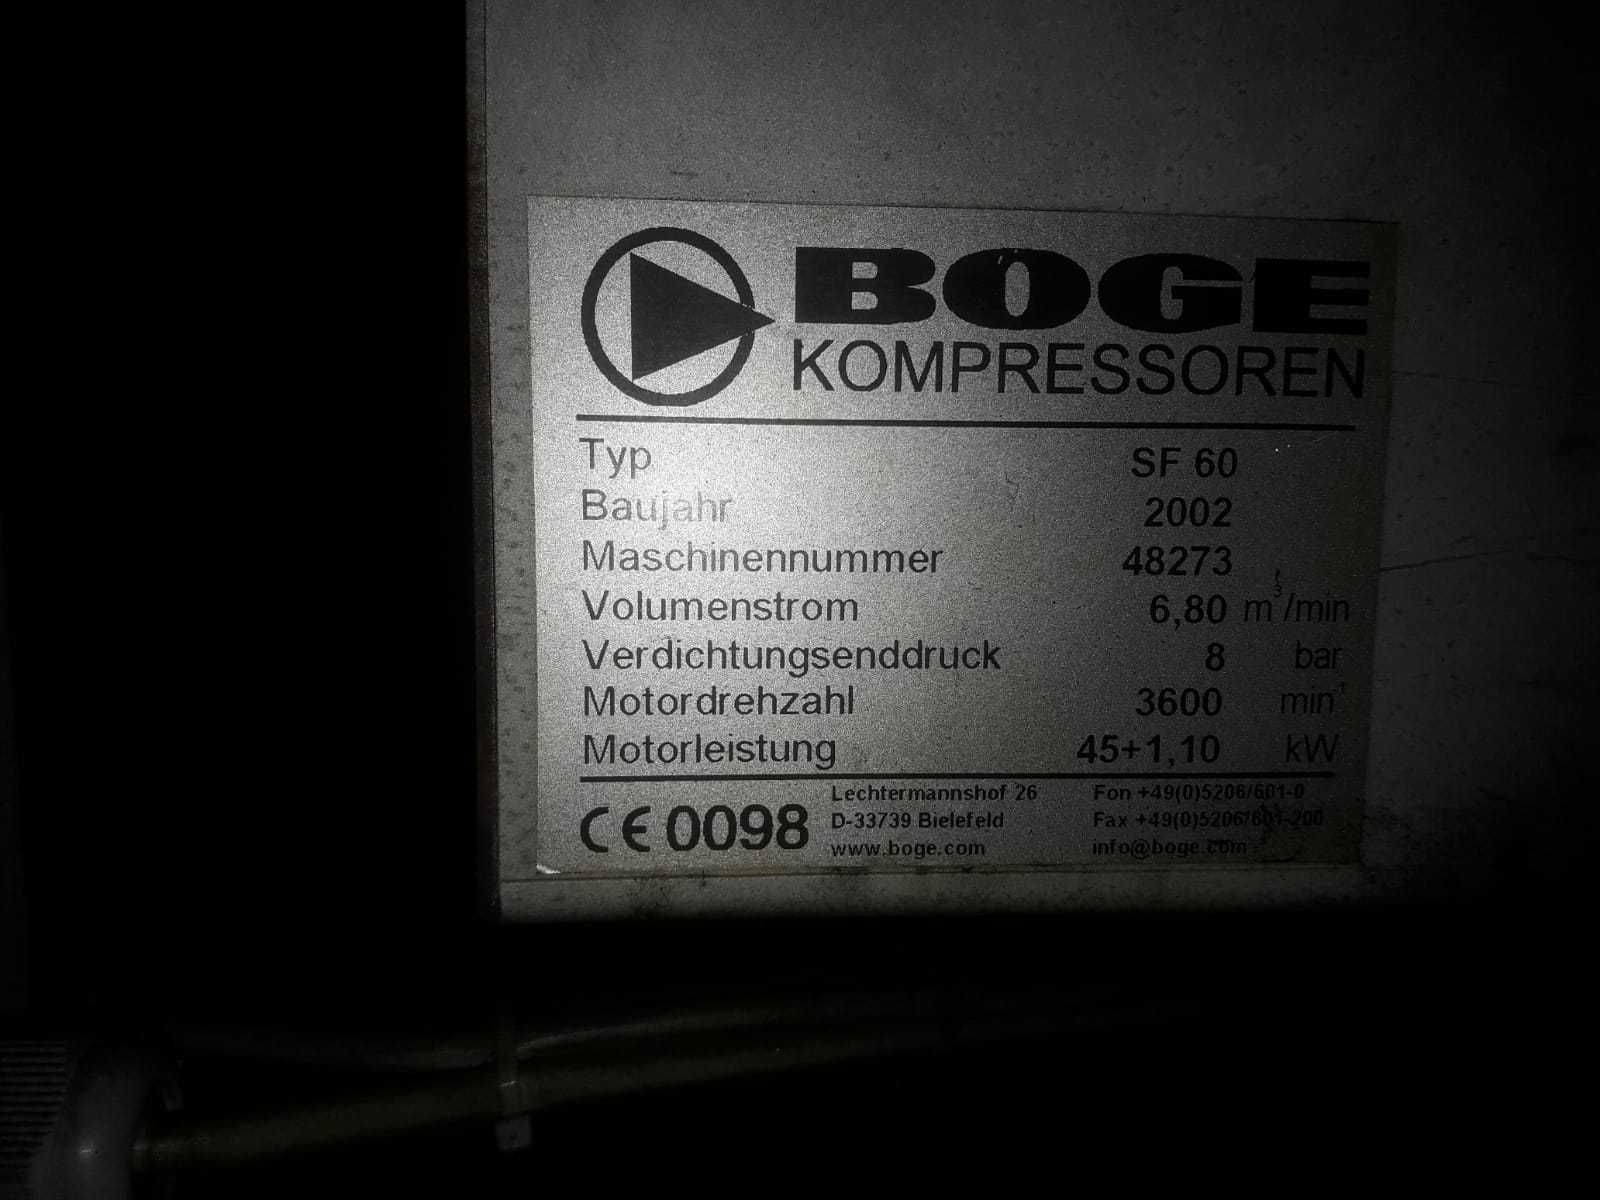 BOGE
KOMPRESSOREN
Typ SF 60
Baujahr 2002
Maschinennummer 48273
Volumenstrom 6,80 m³/min
Verdichtungsenddruck 8 bar
Motordrehzahl 3600 min⁻¹
Motorleistung 45+1,10 kW
CE 0098
Lechtermannshof 26 Fon +49(0)5206/601-0
D-33739 Bielefeld Fax +49(0)5206/601-200
www.boge.com info@boge.com